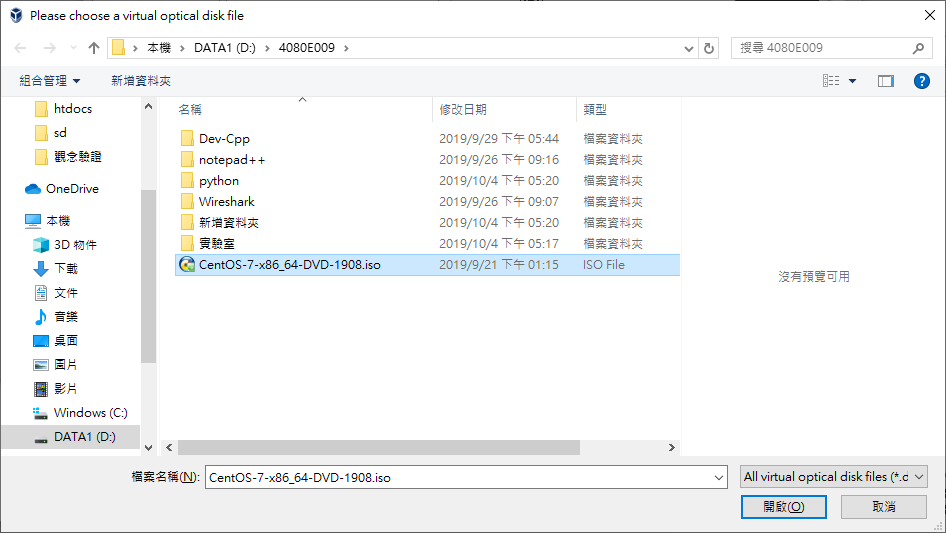 Please choose a virtual optical disk file
本機 DATA1 (D:) 4080E009
搜尋 4080E009
組合管理 新增資料夾
htdocs
sd
觀念驗證
OneDrive
本機
3D 物件
下載
文件
音樂
桌面
圖片
影片
Windows (C:)
DATA1 (D:)
名稱 修改日期 類型
Dev-Cpp 2019/9/29 下午 05:44 檔案資料夾
notepad++ 2019/9/26 下午 09:16 檔案資料夾
python 2019/10/4 下午 05:20 檔案資料夾
Wireshark 2019/9/26 下午 09:07 檔案資料夾
新增資料夾 2019/10/4 下午 05:20 檔案資料夾
實驗室 2019/10/4 下午 05:17 檔案資料夾
CentOS-7-x86_64-DVD-1908.iso 2019/9/21 下午 01:15 ISO File
沒有預覽可用
檔案名稱(N): CentOS-7-x86_64-DVD-1908.iso All virtual optical disk files (*.d
開啟(O) 取消